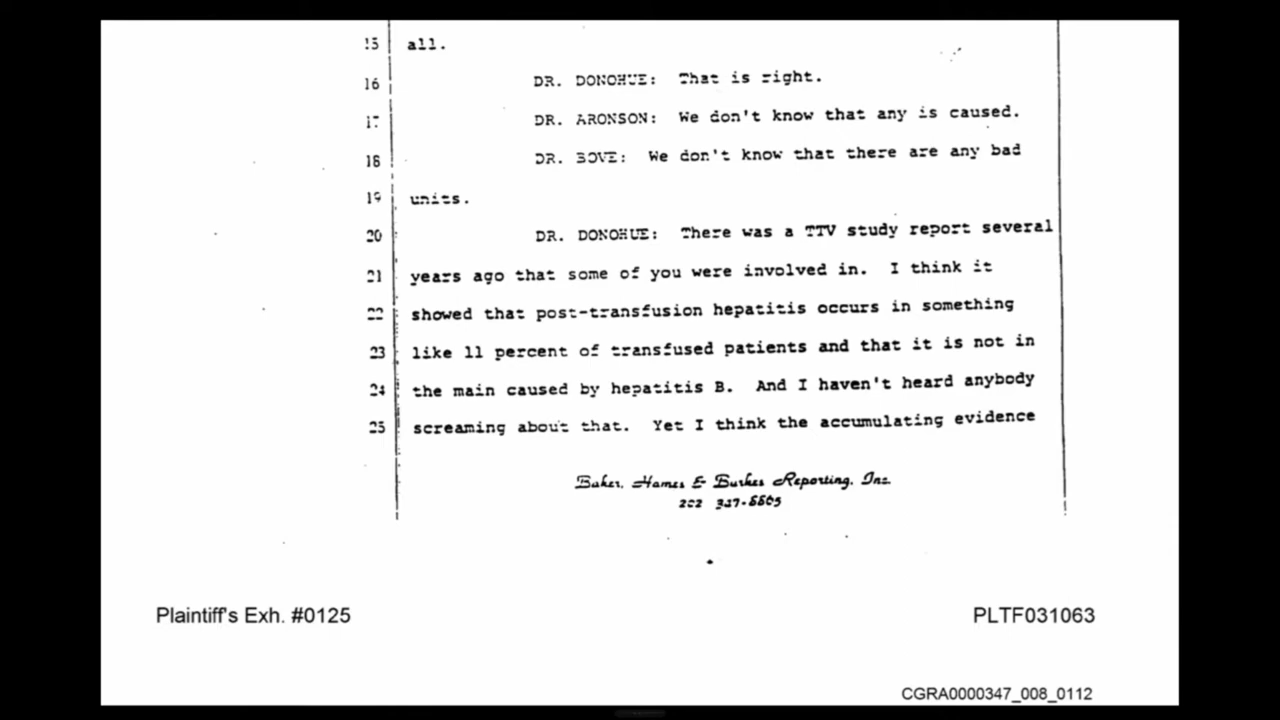 15 all.
16 DR. DONOHUE: That is right.
17 DR. ARONSON: We don't know that any is caused.
18 DR. BOVE: We don't know that there are any bad
19 units.
20 DR. DONOHUE: There was a TTV study report several
21 years ago that some of you were involved in. I think it
22 showed that post-transfusion hepatitis occurs in something
23 like 11 percent of transfused patients and that it is not in
24 the main caused by hepatitis B. And I haven't heard anybody
25 screaming about that. Yet I think the accumulating evidence
Baker, Hames & Burkes Reporting, Inc.
202 347-8865
Plaintiff's Exh. #0125
PLTF031063
CGRA0000347_008_0112